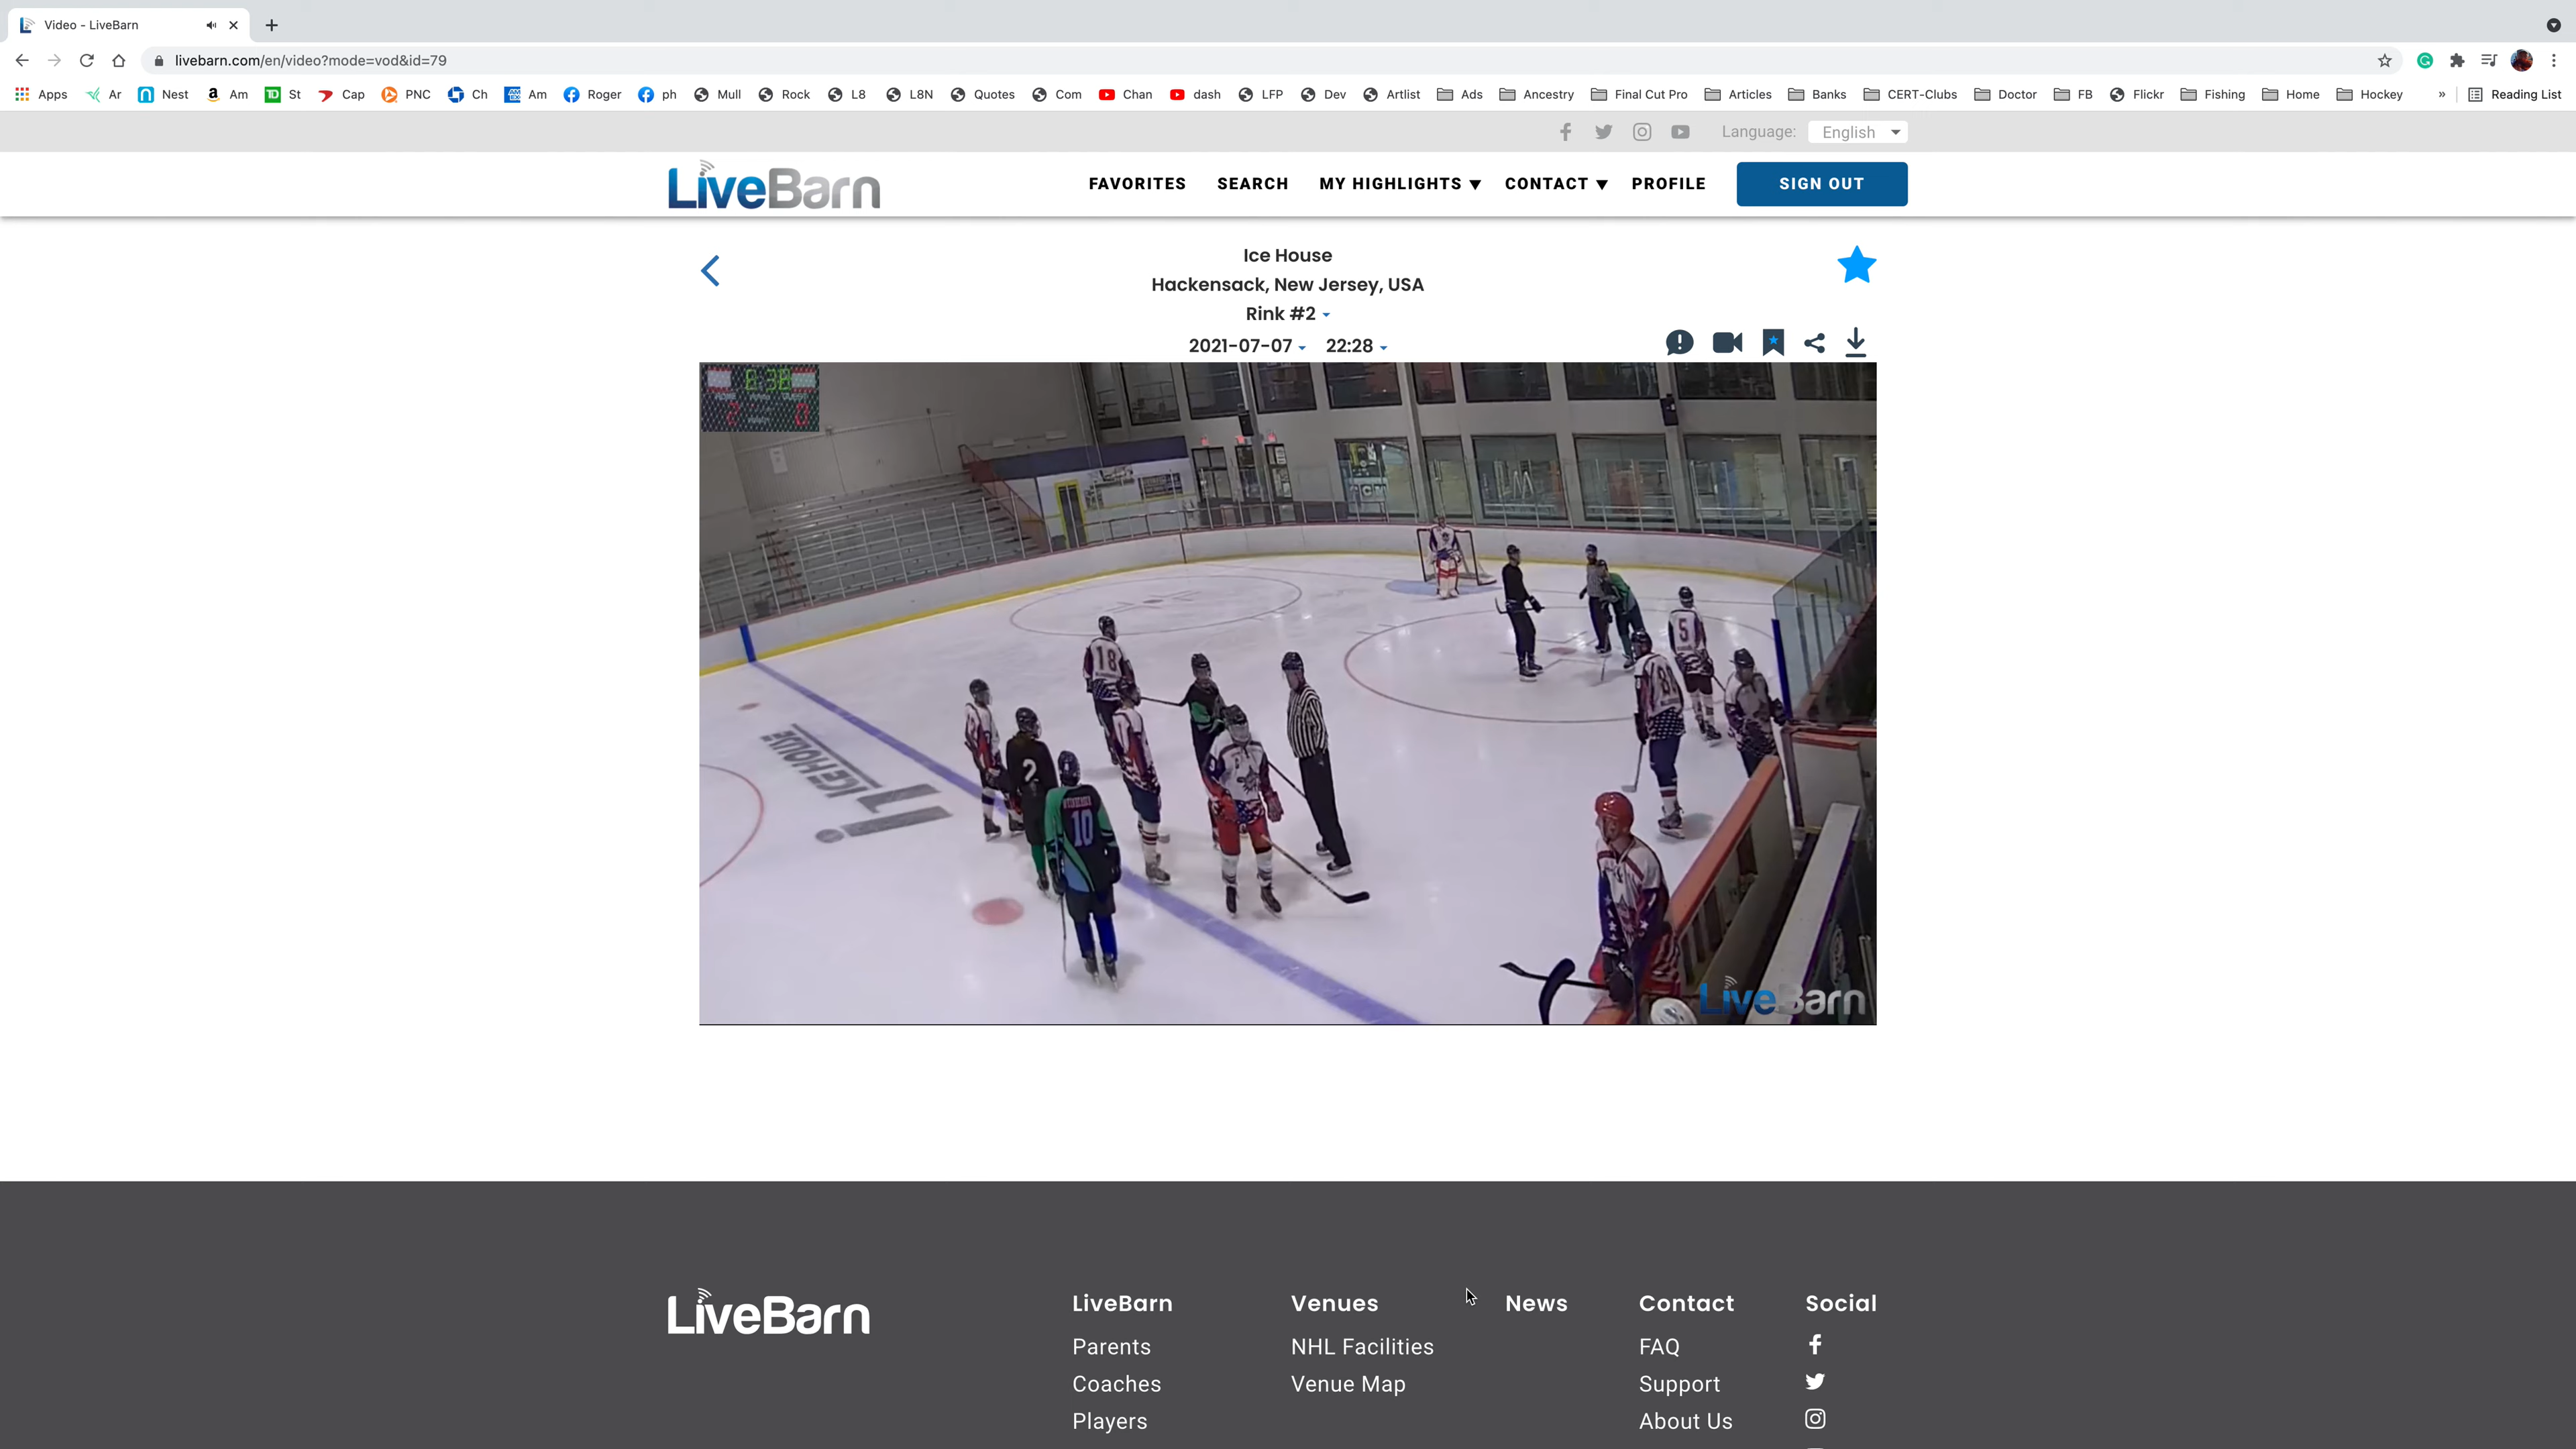 Video - LiveBarn
livebarn.com/en/video?mode=vod&id=79
Apps Ar Nest Am St Cap PNC Ch Am Roger ph Mull Rock L8 L8N Quotes Com Chan dash LFP Dev Artlist Ads Ancestry Final Cut Pro Articles Banks CERT-Clubs Doctor FB Flickr Fishing Home Hockey » Reading List
Language: English
LiveBarn FAVORITES SEARCH MY HIGHLIGHTS CONTACT PROFILE SIGN OUT
Ice House
Hackensack, New Jersey, USA
Rink #2
2021-07-07 22:28
18
5
2
10
ICEHOUSE
LiveBarn
LiveBarn
LiveBarn Venues News Contact Social
Parents NHL Facilities FAQ
Coaches Venue Map Support
Players About Us